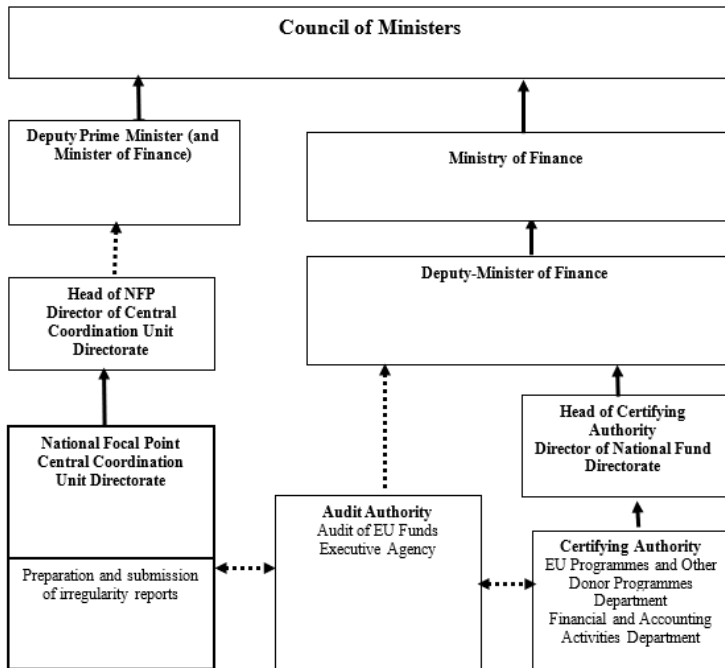 Council of Ministers
Deputy Prime Minister (and
Minister of Finance)
Ministry of Finance
Deputy-Minister of Finance
Head of NFP
Director of Central
Coordination Unit
Directorate
Head of Certifying
Authority
Director of National Fund
Directorate
National Focal Point
Central Coordination
Unit Directorate
Preparation and submission
of irregularity reports
Audit Authority
Audit of EU Funds
Executive Agency
Certifying Authority
EU Programmes and Other
Donor Programmes
Department
Financial and Accounting
Activities Department